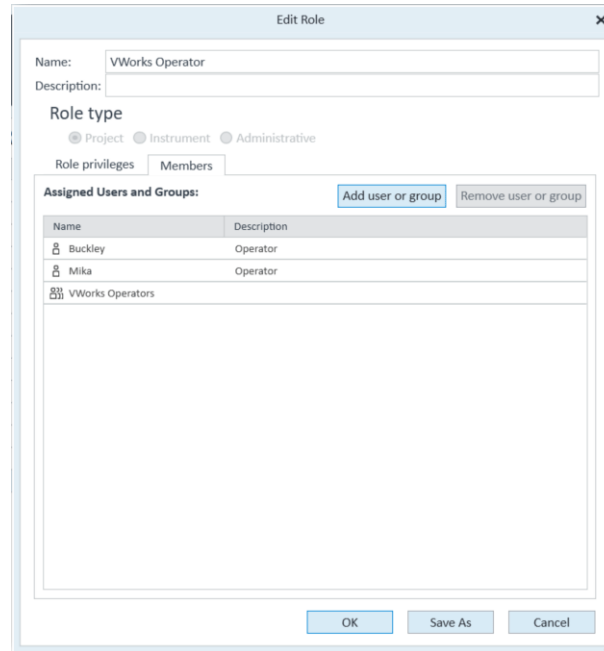 Edit Role
Name: VWorks Operator
Description:
Role type
Project Instrument Administrative
Role privileges Members
Assigned Users and Groups: Add user or group Remove user or group
Name Description
Buckley Operator
Mika Operator
VWorks Operators
OK Save As Cancel